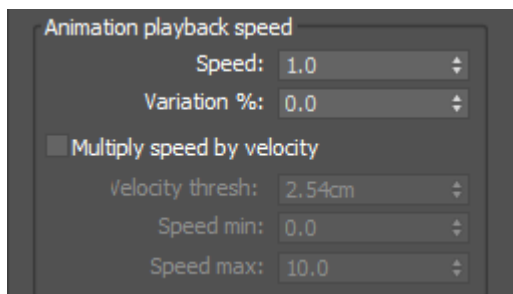 Animation playback speed
Speed: 1.0
Variation %: 0.0
Multiply speed by velocity
Velocity thresh: 2.54cm
Speed min: 0.0
Speed max: 10.0